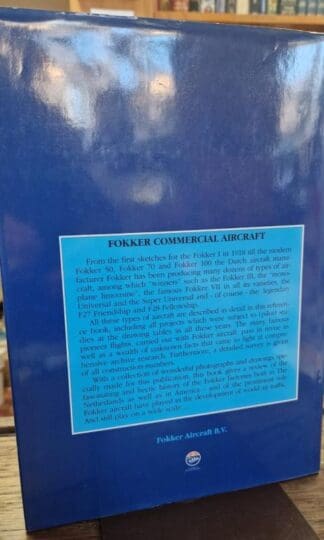 FOKKER COMMERCIAL AIRCRAFT
From the first sketches for the Fokker I in 1918 till the modern
Fokker 50, Fokker 70 and Fokker 100 the Dutch aircraft manu-
facturer Fokker has been producing many dozens of types of air-
craft, among which "winners" such as the Fokker III, the "mono-
plane limousine", the famous Fokker VII in all its varieties, the
Universal and the Super Universal and - of course - the legendary
F27 Friendship and F28 Fellowship.
All these types of aircraft are described in detail in this referen-
ce book, including all projects which were subject to stu-
dies at the drawing tables in all these years. The many famous
pioneer flights, carried out with Fokker aircraft pass in revue as
well as a wealth of unknown facts that came to light in compre-
hensive archive research. Furthermore, a detailed survey is given
of all construction-numbers.
With a collection of wonderful photographs and drawings spe-
cially made for this publication, this book gives a review of the
fascinating and hectic history of the Fokker factories both in The
Netherlands as well as in America - and of the prominent role
Fokker aircraft have played in the development of world air traffic.
And still play on a wide scale ...
Fokker Aircraft B.V.